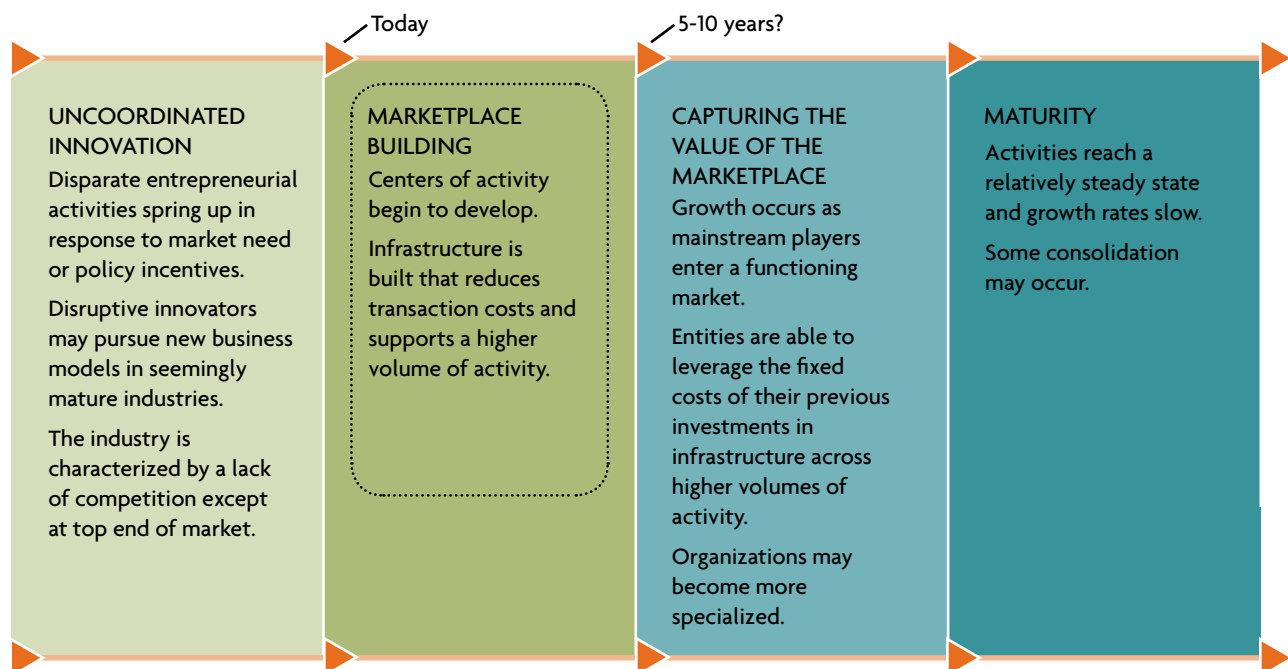 Today
5-10 years?
UNCOORDINATED
INNOVATION
Disparate entrepreneurial
activities spring up in
response to market need
or policy incentives.
Disruptive innovators
may pursue new business
models in seemingly
mature industries.
The industry is
characterized by a lack
of competition except
at top end of market.
MARKETPLACE
BUILDING
Centers of activity
begin to develop.
Infrastructure is
built that reduces
transaction costs and
supports a higher
volume of activity.
CAPTURING THE
VALUE OF THE
MARKETPLACE
Growth occurs as
mainstream players
enter a functioning
market.
Entities are able to
leverage the fixed
costs of their previous
investments in
infrastructure across
higher volumes of
activity.
Organizations may
become more
specialized.
MATURITY
Activities reach a
relatively steady state
and growth rates slow.
Some consolidation
may occur.